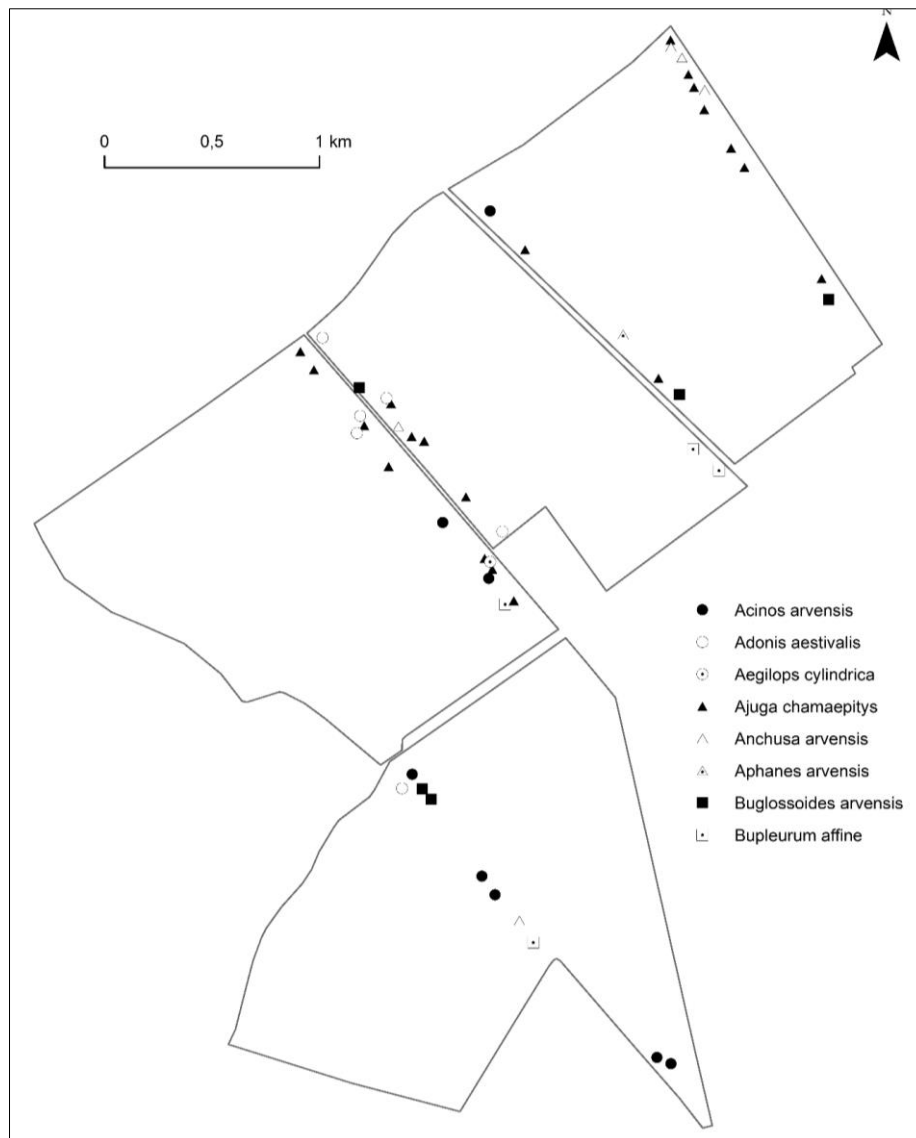 N
0 0,5 1 km
Acinos arvensis
Adonis aestivalis
Aegilops cylindrica
Ajuga chamaepitys
Anchusa arvensis
Aphanes arvensis
Buglossoides arvensis
Bupleurum affine